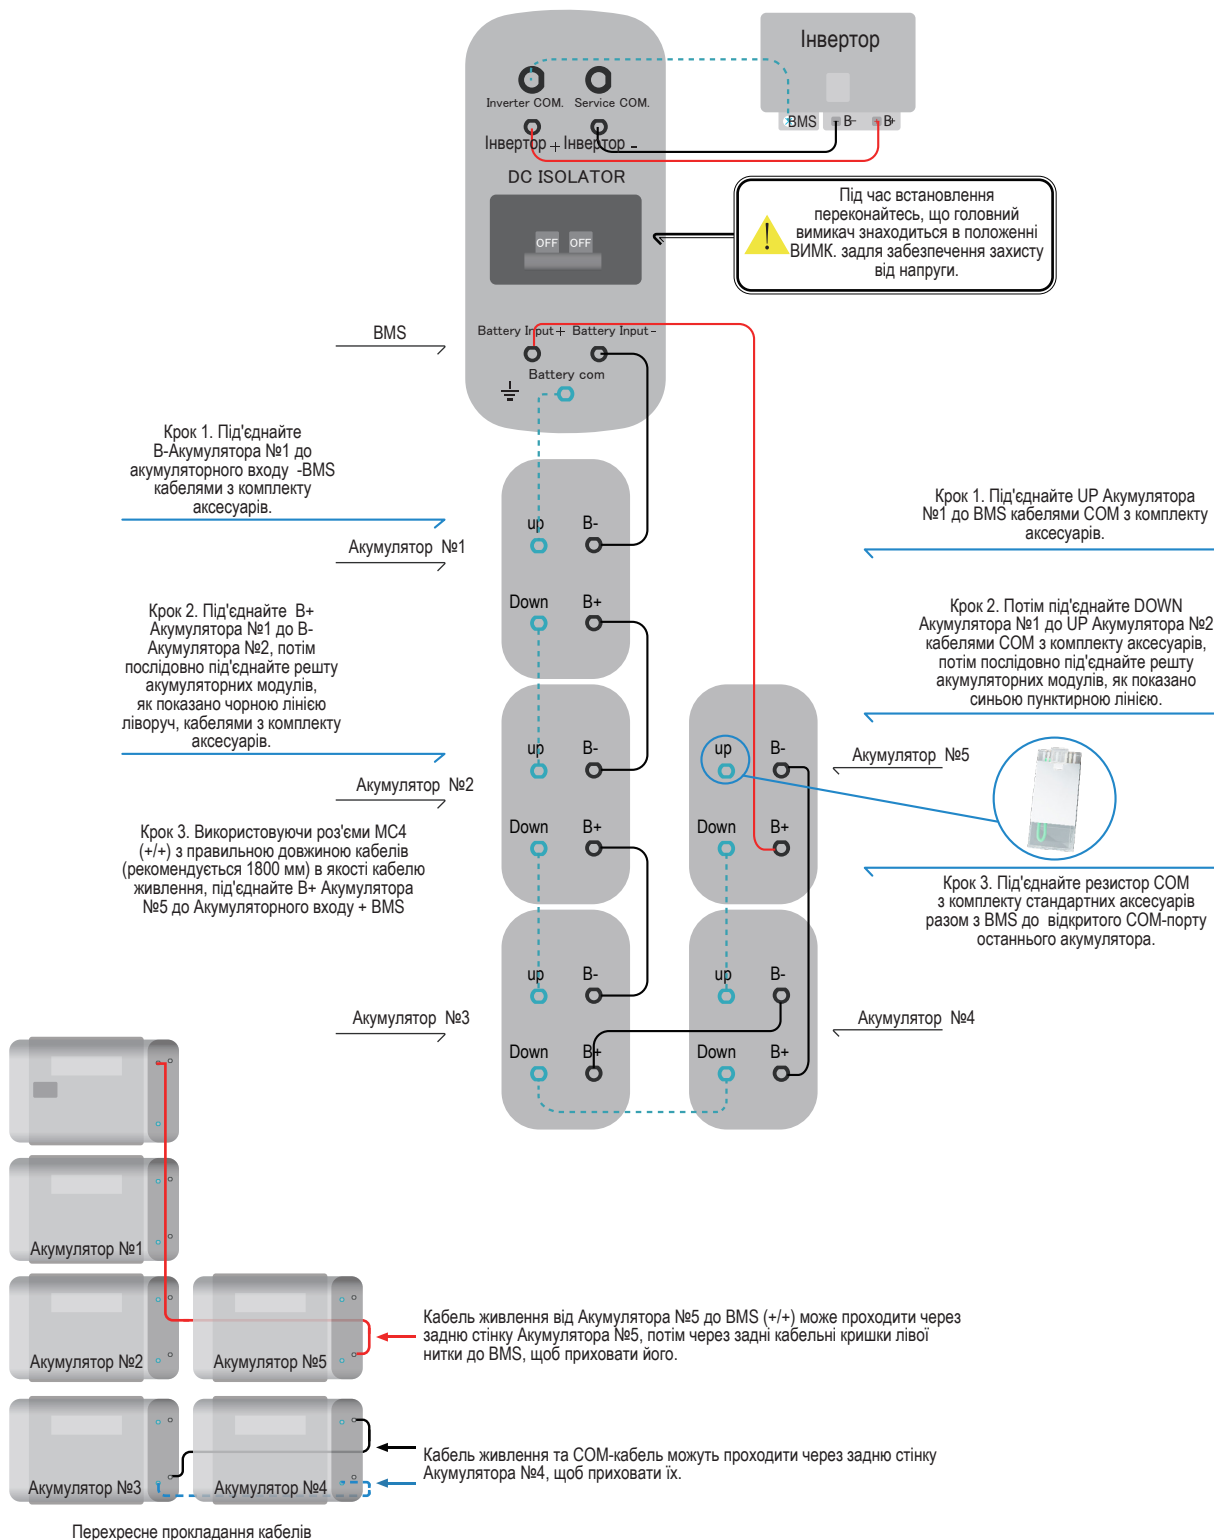 Інвертор
Inverter COM. Service COM.
BMS B- B+
Інвертор + Інвертор -
DC ISOLATOR
OFF OFF
Під час встановлення
переконайтесь, що головний
вимикач знаходиться в положенні
ВИМК. задля забезпечення захисту
від напруги.
BMS
Battery Input+ Battery Input-
Battery com
Крок 1. Під'єднайте
В-Акумулятора №1 до
акумуляторного входу -BMS
кабелями з комплекту
аксесуарів.
up B-
Акумулятор №1
Down B+
Крок 2. Під'єднайте В+
Акумулятора №1 до В-
Акумулятора №2, потім
послідовно під'єднайте решту
акумуляторних модулів,
як показано чорною лінією
ліворуч, кабелями з комплекту
аксесуарів.
up B-
Акумулятор №2
Down B+
Крок 3. Використовуючи роз'єми МС4
(+/+) з правильною довжиною кабелів
(рекомендується 1800 мм) в якості кабелю
живлення, під'єднайте В+ Акумулятора
№5 до Акумуляторного входу + BMS
up B-
Акумулятор №3
Down B+
Крок 1. Під'єднайте UP Акумулятора
№1 до BMS кабелями COM з комплекту
аксесуарів.
Крок 2. Потім під'єднайте DOWN
Акумулятора №1 до UP Акумулятора №2
кабелями COM з комплекту аксесуарів,
потім послідовно під'єднайте решту
акумуляторних модулів, як показано
синьою пунктирною лінією.
up B-
Акумулятор №5
Down B+
Крок 3. Під'єднайте резистор COM
з комплекту стандартних аксесуарів
разом з BMS до відкритого COM-порту
останнього акумулятора.
up B-
Акумулятор №4
Down B+
Акумулятор №1
Акумулятор №2
Акумулятор №5
Кабель живлення від Акумулятора №5 до BMS (+/+) може проходити через
задню стінку Акумулятора №5, потім через задні кабельні кришки лівої
нитки до BMS, щоб приховати його.
Акумулятор №3
Акумулятор №4
Кабель живлення та COM-кабель можуть проходити через задню стінку
Акумулятора №4, щоб приховати їх.
Перехресне прокладання кабелів